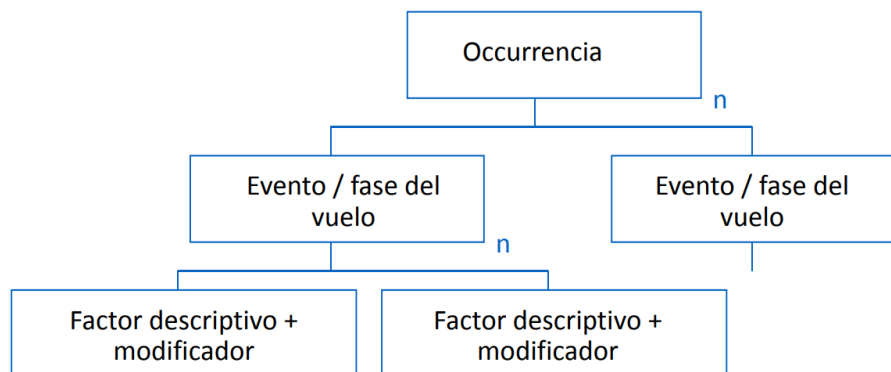 Occurrencia
n
Evento / fase del
vuelo
Evento / fase del
vuelo
n
Factor descriptivo +
modificador
Factor descriptivo +
modificador